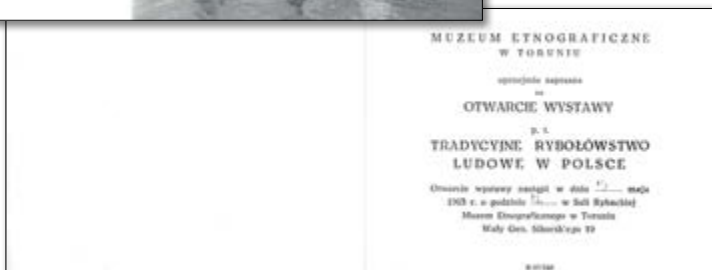 MUZEUM ETNOGRAFICZNE
W TORUNIU
uprzejmie zaprasza
na
OTWARCIE WYSTAWY
p. t.
TRADYCYJNE RYBOŁÓWSTWO
LUDOWE W POLSCE
Otwarcie wystawy nastąpi w dniu maja
1963 r. o godzinie w Sali Rybackiej
Muzeum Etnograficznego w Toruniu
Wały Gen. Sikorskiego 19